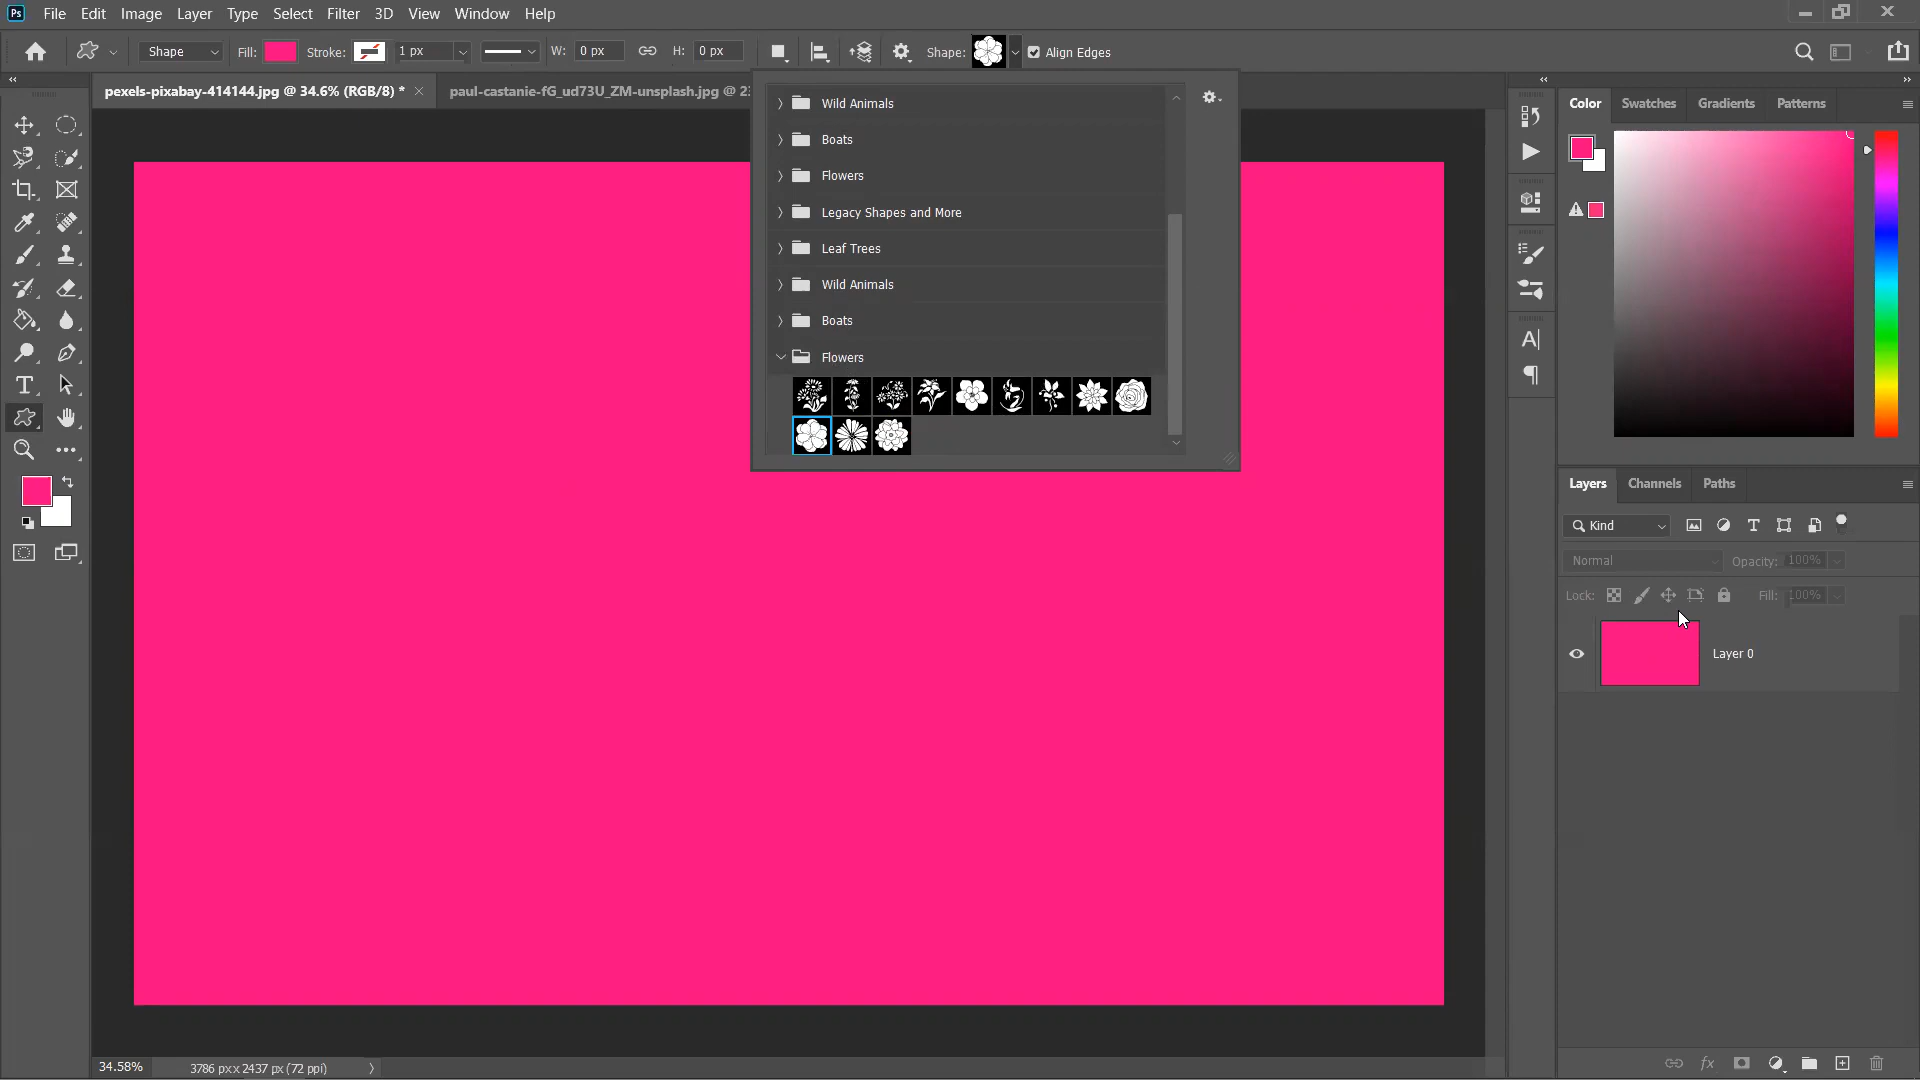 Ps File Edit Image Layer Type Select Filter 3D View Window Help
Shape Fill: Stroke: 1 px W: 0 px H: 0 px Shape: Align Edges
pexels-pixabay-414144.jpg @ 34.6% (RGB/8) * paul-castanie-fG_ud73U_ZM-unsplash.jpg @ 23
Wild Animals
Boats
Flowers
Legacy Shapes and More
Leaf Trees
Wild Animals
Boats
Flowers
Color Swatches Gradients Patterns
Layers Channels Paths
Kind
Normal Opacity: 100%
Lock: Fill: 100%
Layer 0
34.58% 3786 px x 2437 px (72 ppi)